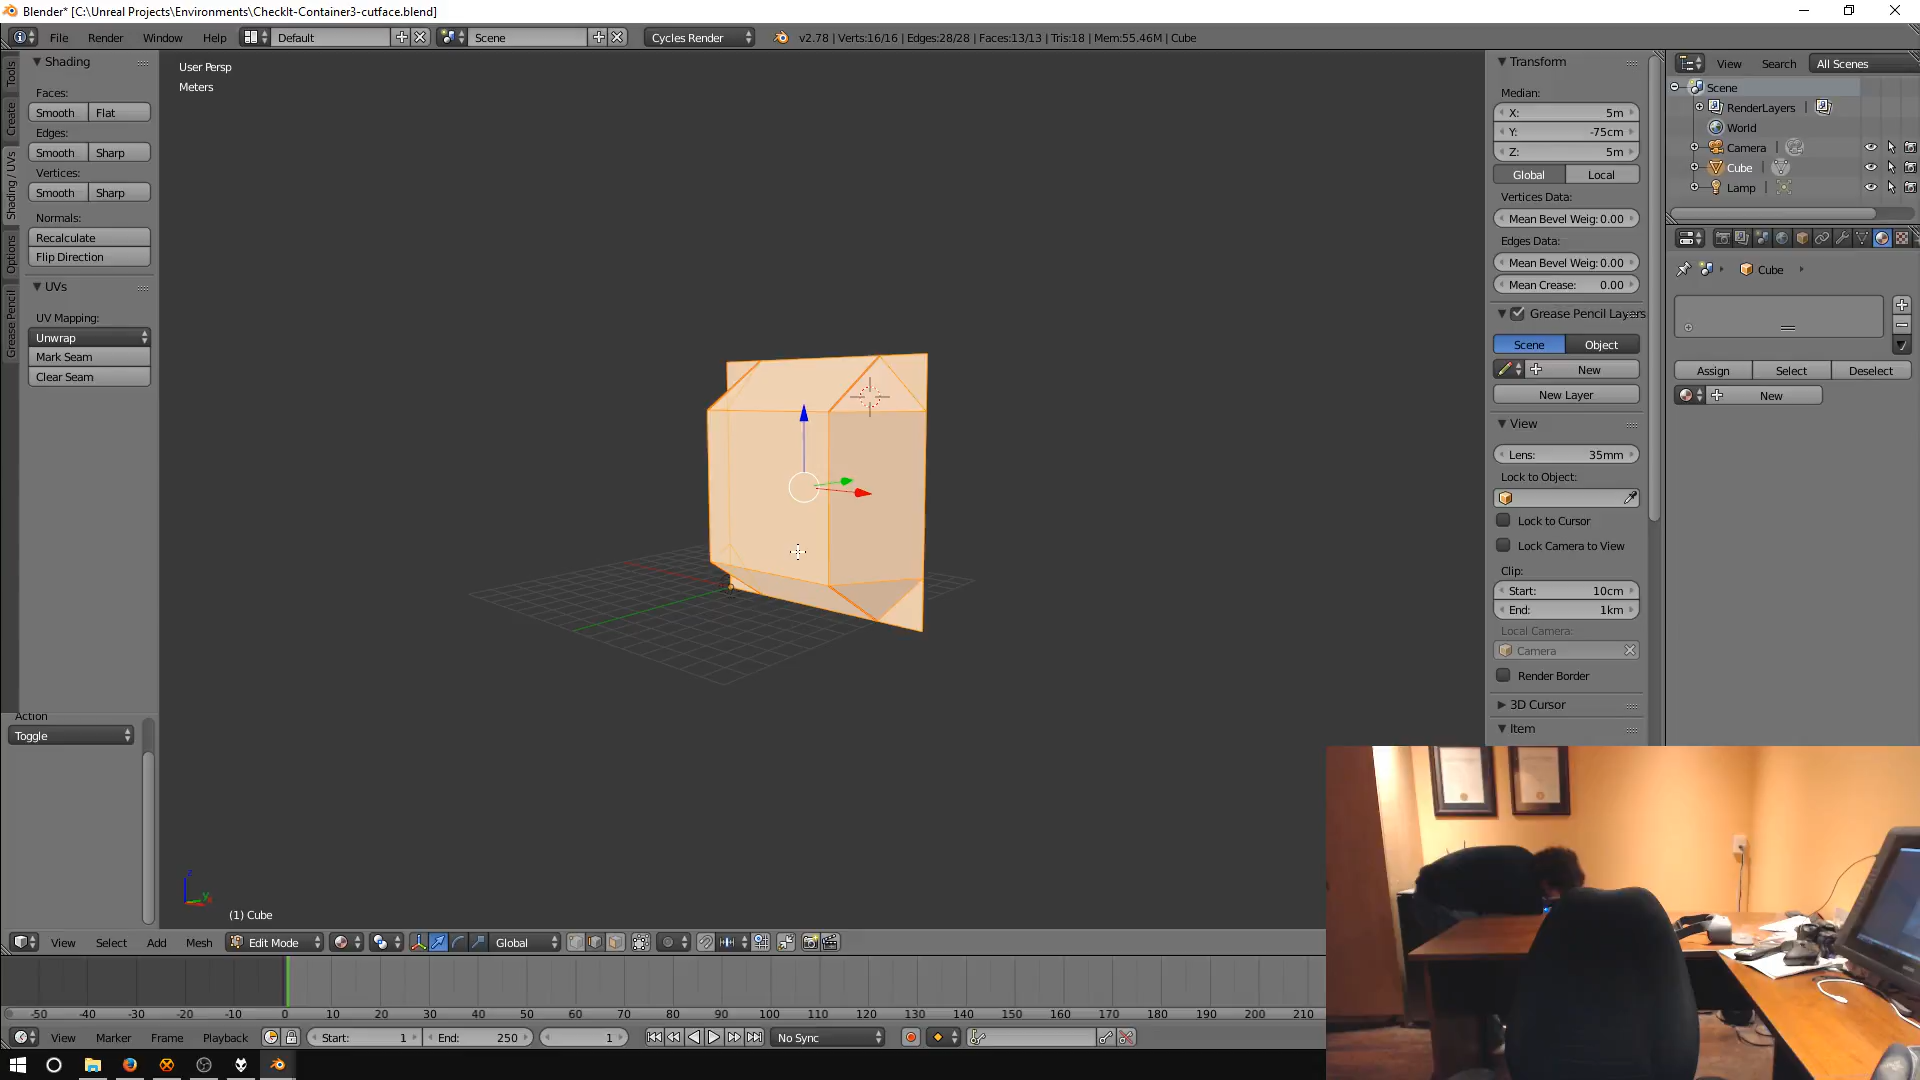 Blender* [C:\Unreal Projects\Environments\CheckIt-Container3-cutface.blend]
File Render Window Help Default Scene Cycles Render v2.78 | Verts:16/16 | Edges:28/28 | Faces:13/13 | Tris:18 | Mem:55.46M | Cube
Tools
Create
Shading / UVs
Options
Grease Pencil
Shading
Faces:
Smooth Flat
Edges:
Smooth Sharp
Vertices:
Smooth Sharp
Normals:
Recalculate
Flip Direction
UVs
UV Mapping:
Unwrap
Mark Seam
Clear Seam
Action
Toggle
User Persp
Meters
(1) Cube
Transform
Median:
X: 5m
Y: -75cm
Z: 5m
Global Local
Vertices Data:
Mean Bevel Weig: 0.00
Edges Data:
Mean Bevel Weig: 0.00
Mean Crease: 0.00
Grease Pencil Layers
Scene Object
New
New Layer
View
Lens: 35mm
Lock to Object:
Lock to Cursor
Lock Camera to View
Clip:
Start: 10cm
End: 1km
Local Camera:
Camera
Render Border
3D Cursor
Item
View Search All Scenes
Scene
RenderLayers
World
Camera
Cube
Lamp
Cube
Assign Select Deselect
New
View Select Add Mesh Edit Mode Global
-50 -40 -30 -20 -10 0 10 20 30 40 50 60 70 80 90 100 110 120 130 140 150 160 170 180 190 200 210
View Marker Frame Playback Start: 1 End: 250 1 No Sync
z
y